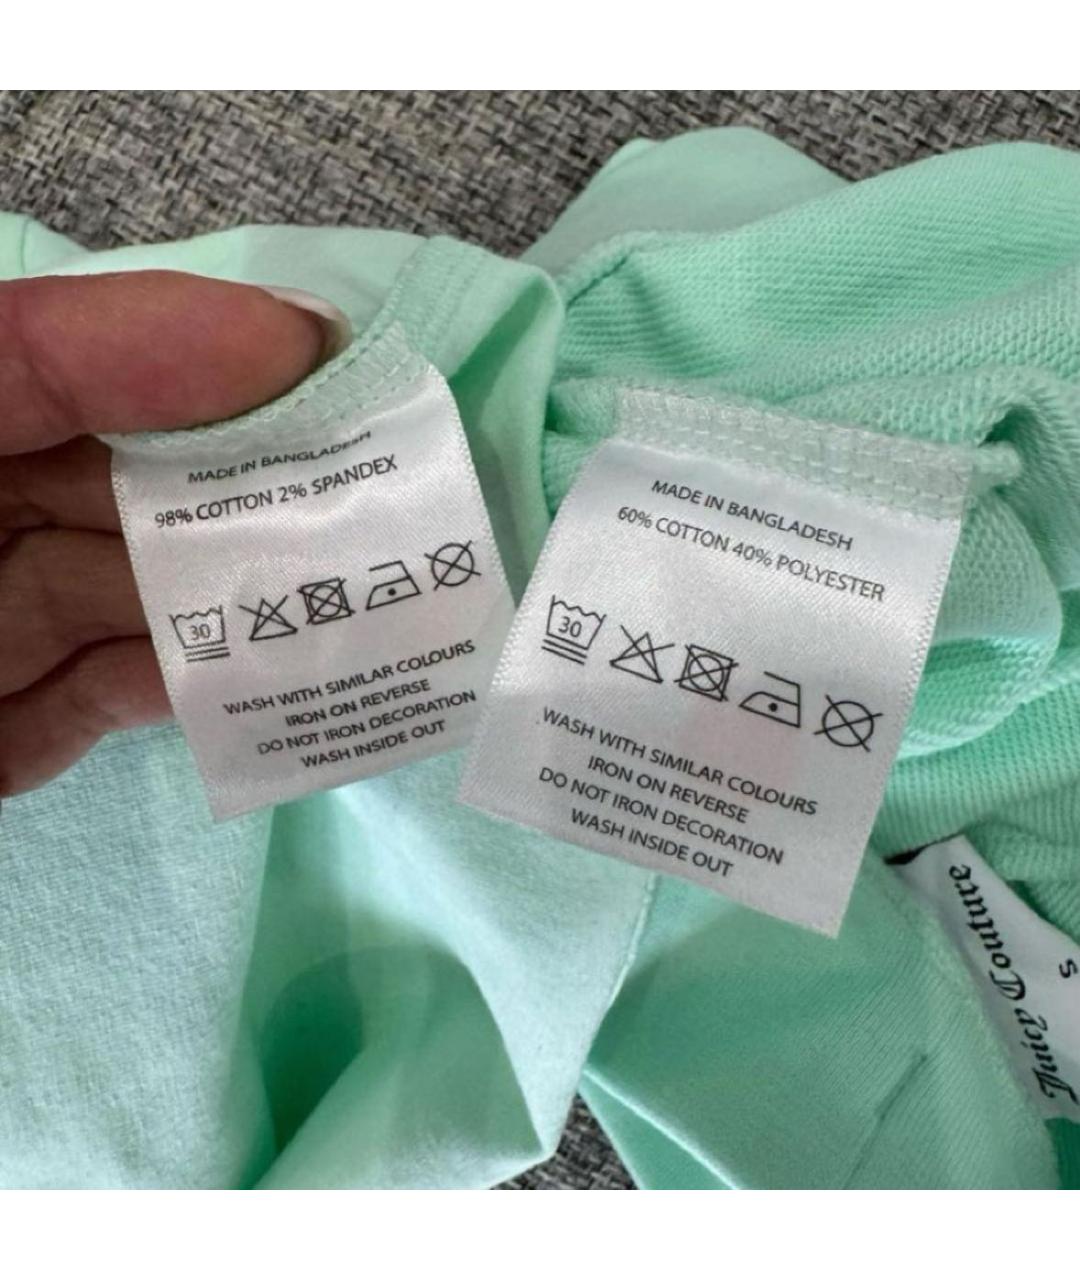 MADE IN BANGLADESH
98% COTTON 2% SPANDEX
30
WASH WITH SIMILAR COLOURS
IRON ON REVERSE
DO NOT IRON DECORATION
WASH INSIDE OUT
MADE IN BANGLADESH
60% COTTON 40% POLYESTER
30
WASH WITH SIMILAR COLOURS
IRON ON REVERSE
DO NOT IRON DECORATION
WASH INSIDE OUT
Juicy Couture
S